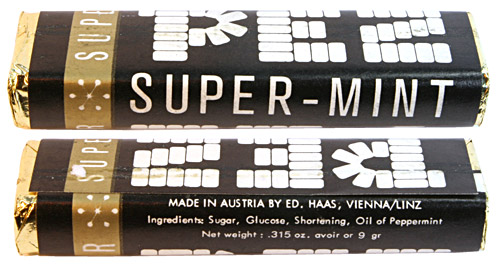 SUPER
SUPER-MINT
SUPE
R
MADE IN AUSTRIA BY ED. HAAS, VIENNA/LINZ
Ingredients: Sugar, Glucose, Shortening, Oil of Peppermint
Net weight: .315 oz. avoir or 9 gr